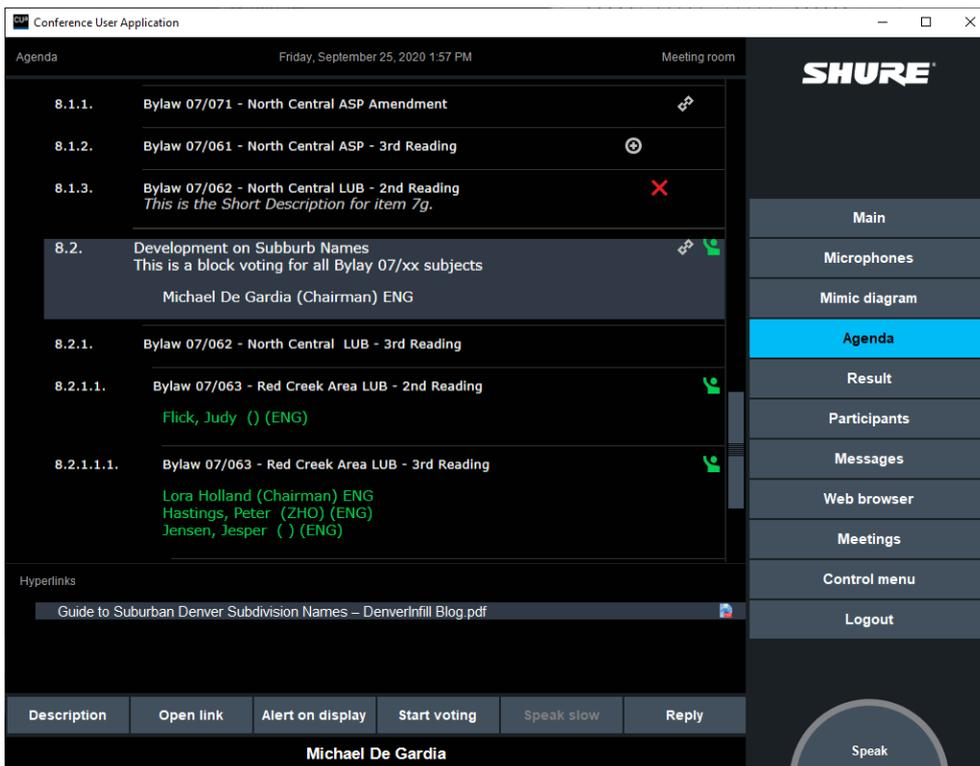 CUA Conference User Application
Agenda Friday, September 25, 2020 1:57 PM Meeting room
SHURE
8.1.1. Bylaw 07/071 - North Central ASP Amendment
8.1.2. Bylaw 07/061 - North Central ASP - 3rd Reading
8.1.3. Bylaw 07/062 - North Central LUB - 2nd Reading
This is the Short Description for item 7g.
8.2. Development on Subburb Names
This is a block voting for all Bylay 07/xx subjects
Michael De Gardia (Chairman) ENG
8.2.1. Bylaw 07/062 - North Central LUB - 3rd Reading
8.2.1.1. Bylaw 07/063 - Red Creek Area LUB - 2nd Reading
Flick, Judy () (ENG)
8.2.1.1.1. Bylaw 07/063 - Red Creek Area LUB - 3rd Reading
Lora Holland (Chairman) ENG
Hastings, Peter (ZHO) (ENG)
Jensen, Jesper ( ) (ENG)
Hyperlinks
Guide to Suburban Denver Subdivision Names – DenverInfill Blog.pdf
Description Open link Alert on display Start voting Speak slow Reply
Michael De Gardia
Main
Microphones
Mimic diagram
Agenda
Result
Participants
Messages
Web browser
Meetings
Control menu
Logout
Speak